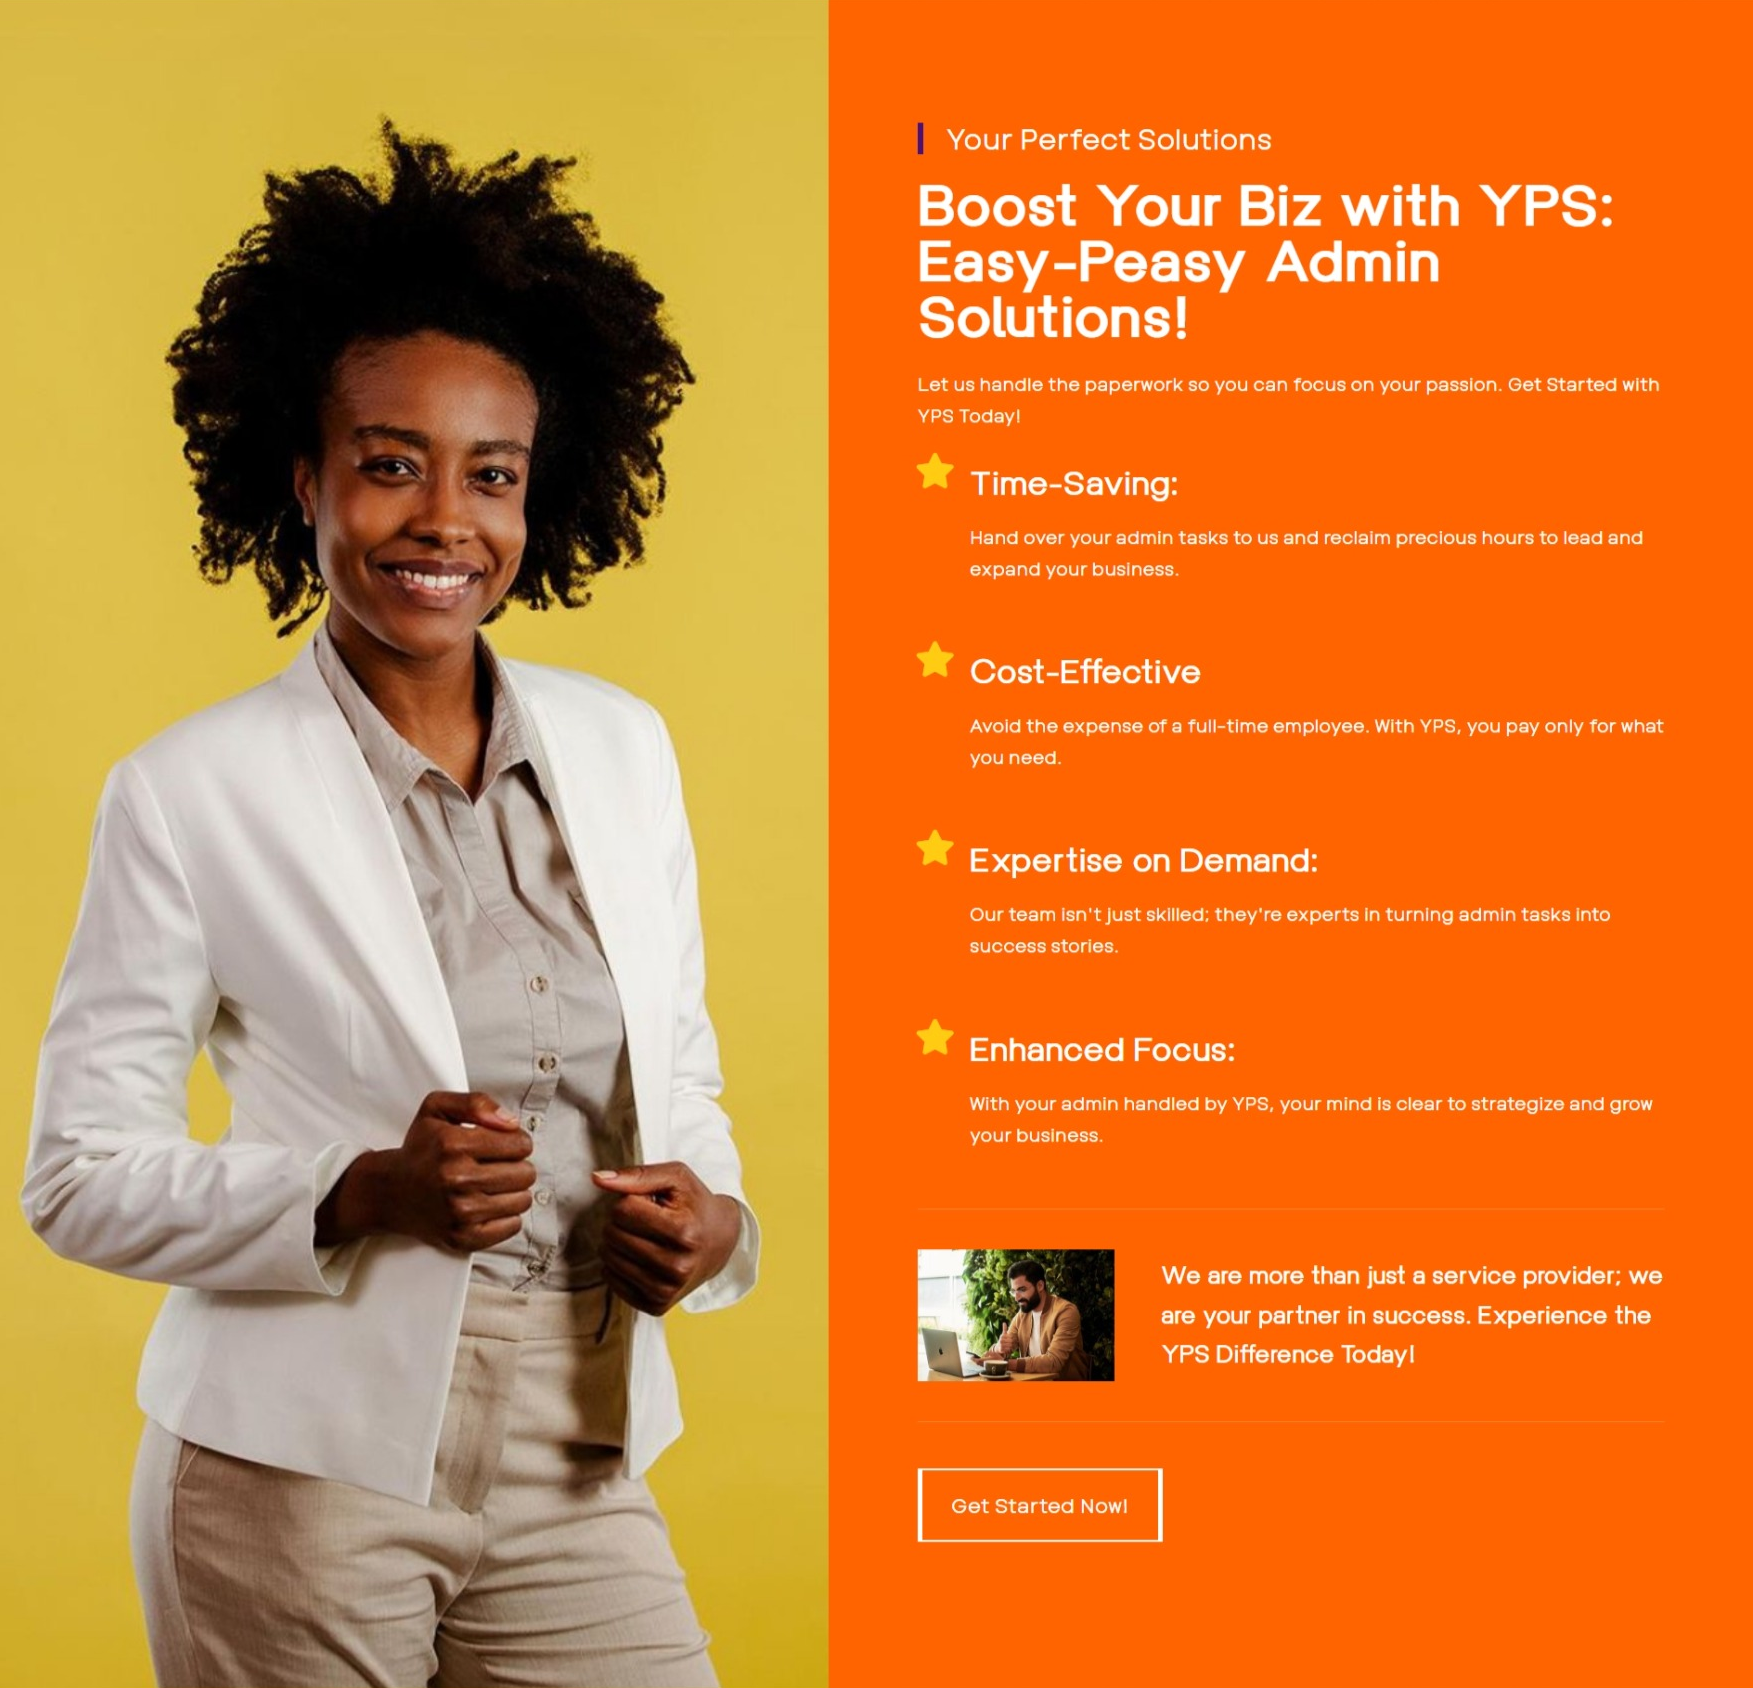 Your Perfect Solutions
Boost Your Biz with YPS:
Easy-Peasy Admin
Solutions!
Let us handle the paperwork so you can focus on your passion. Get Started with
YPS Today!
Time-Saving:
Hand over your admin tasks to us and reclaim precious hours to lead and
expand your business.
Cost-Effective
Avoid the expense of a full-time employee. With YPS, you pay only for what
you need.
Expertise on Demand:
Our team isn't just skilled; they're experts in turning admin tasks into
success stories.
Enhanced Focus:
With your admin handled by YPS, your mind is clear to strategize and grow
your business.
We are more than just a service provider; we
are your partner in success. Experience the
YPS Difference Today!
Get Started Now!